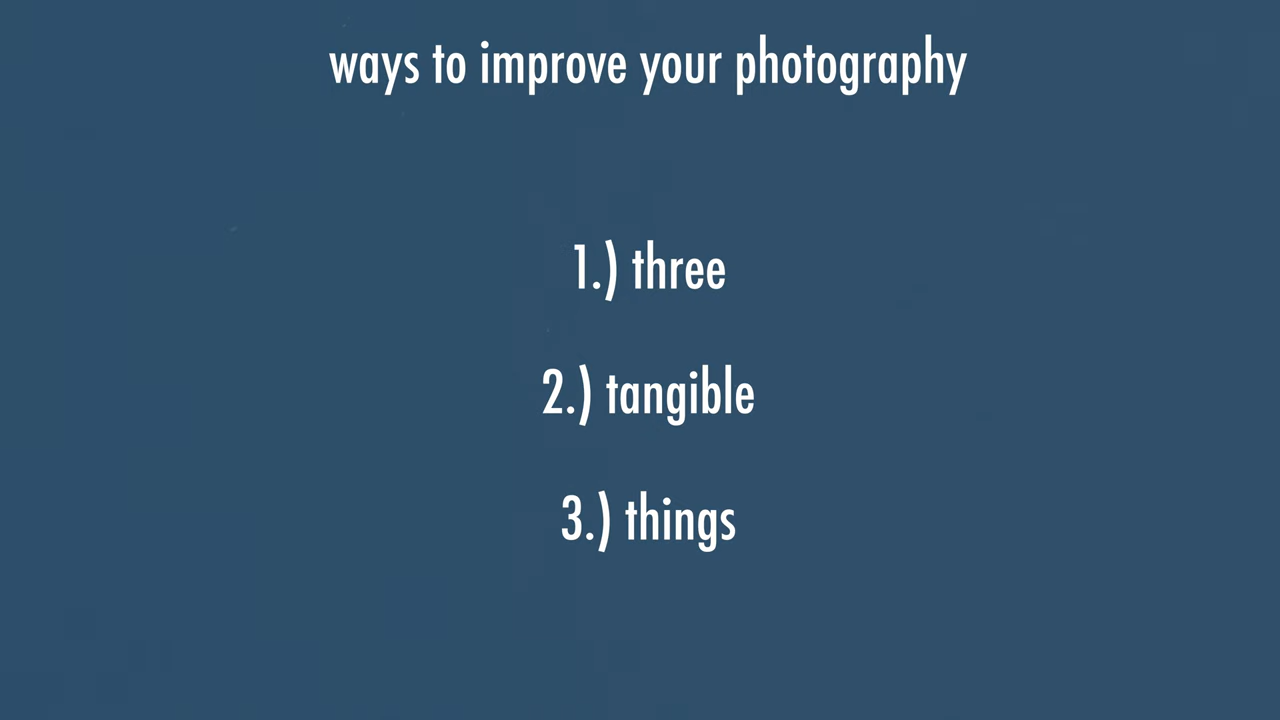 ways to improve your photography
1.) three
2.) tangible
3.) things